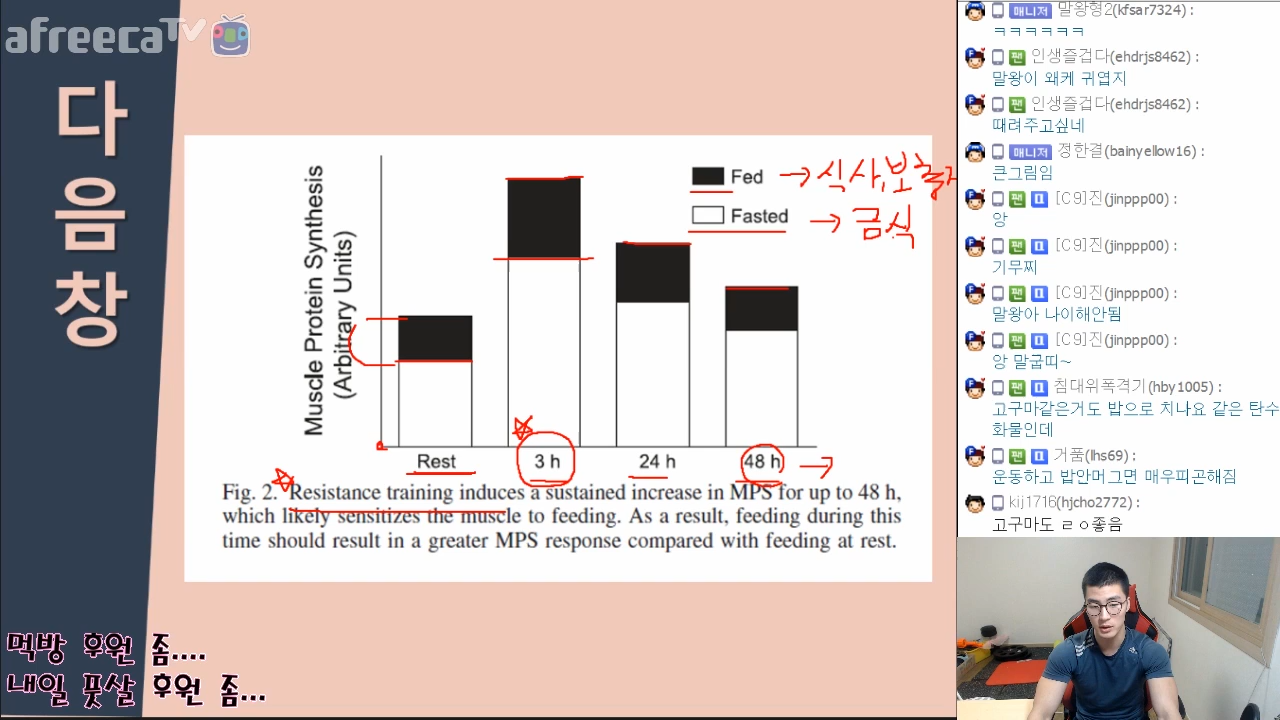 afreecaTV
다
음
창
Muscle Protein Synthesis
(Arbitrary Units)
Fed → 식사,보충제
Fasted → 금식
Rest 3 h 24 h 48 h
Fig. 2. Resistance training induces a sustained increase in MPS for up to 48 h,
which likely sensitizes the muscle to feeding. As a result, feeding during this
time should result in a greater MPS response compared with feeding at rest.
먹방 후원 좀....
내일 풋살 후원 좀...
매니저 말왕형2(kfsar7324) :
ㅋㅋㅋㅋㅋㅋ
팬 인생즐겁다(ehdrjs8462) :
말왕이 왜케 귀엽지
팬 인생즐겁다(ehdrjs8462) :
때려주고싶네
매니저 정한결(bainyellow16) :
큰그림임
팬 [C9]진(jinppp00) :
앙
팬 [C9]진(jinppp00) :
기무찌
팬 [C9]진(jinppp00) :
말왕아 나이해안됨
팬 [C9]진(jinppp00) :
앙 말굽띠~
팬 침대위폭격기(hby1005) :
고구마같은거도 밥으로 치나요 같은 탄수
화물인데
팬 거품(lhs69) :
운동하고 밥안머그면 매우피곤해짐
kij1716(hjcho2772) :
고구마도 ㄹㅇ좋음